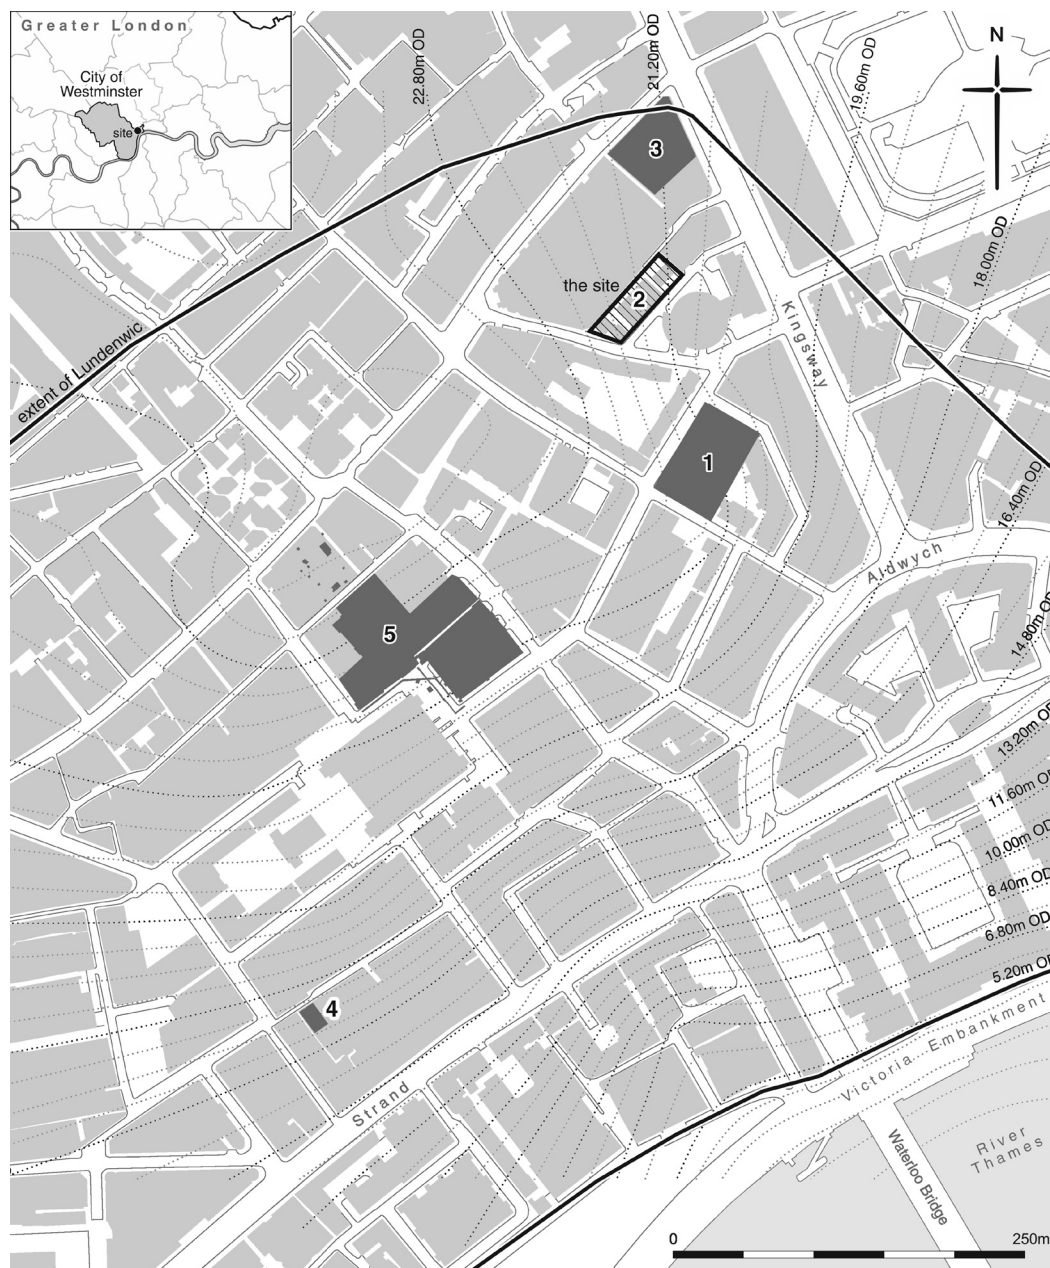 Greater London
City of
Westminster
site
22.80m OD
21.20m OD
19.60m OD
N
3
18.00m OD
the site
2
Kingsway
extent of Lundenwic
1
16.40m OD
Aldwych
5
14.80m OD
13.20m OD
11.60m OD
10.00m OD
8.40m OD
6.80m OD
5.20m OD
4
Strand
Victoria Embankment
River
Thames
Waterloo Bridge
0
250m